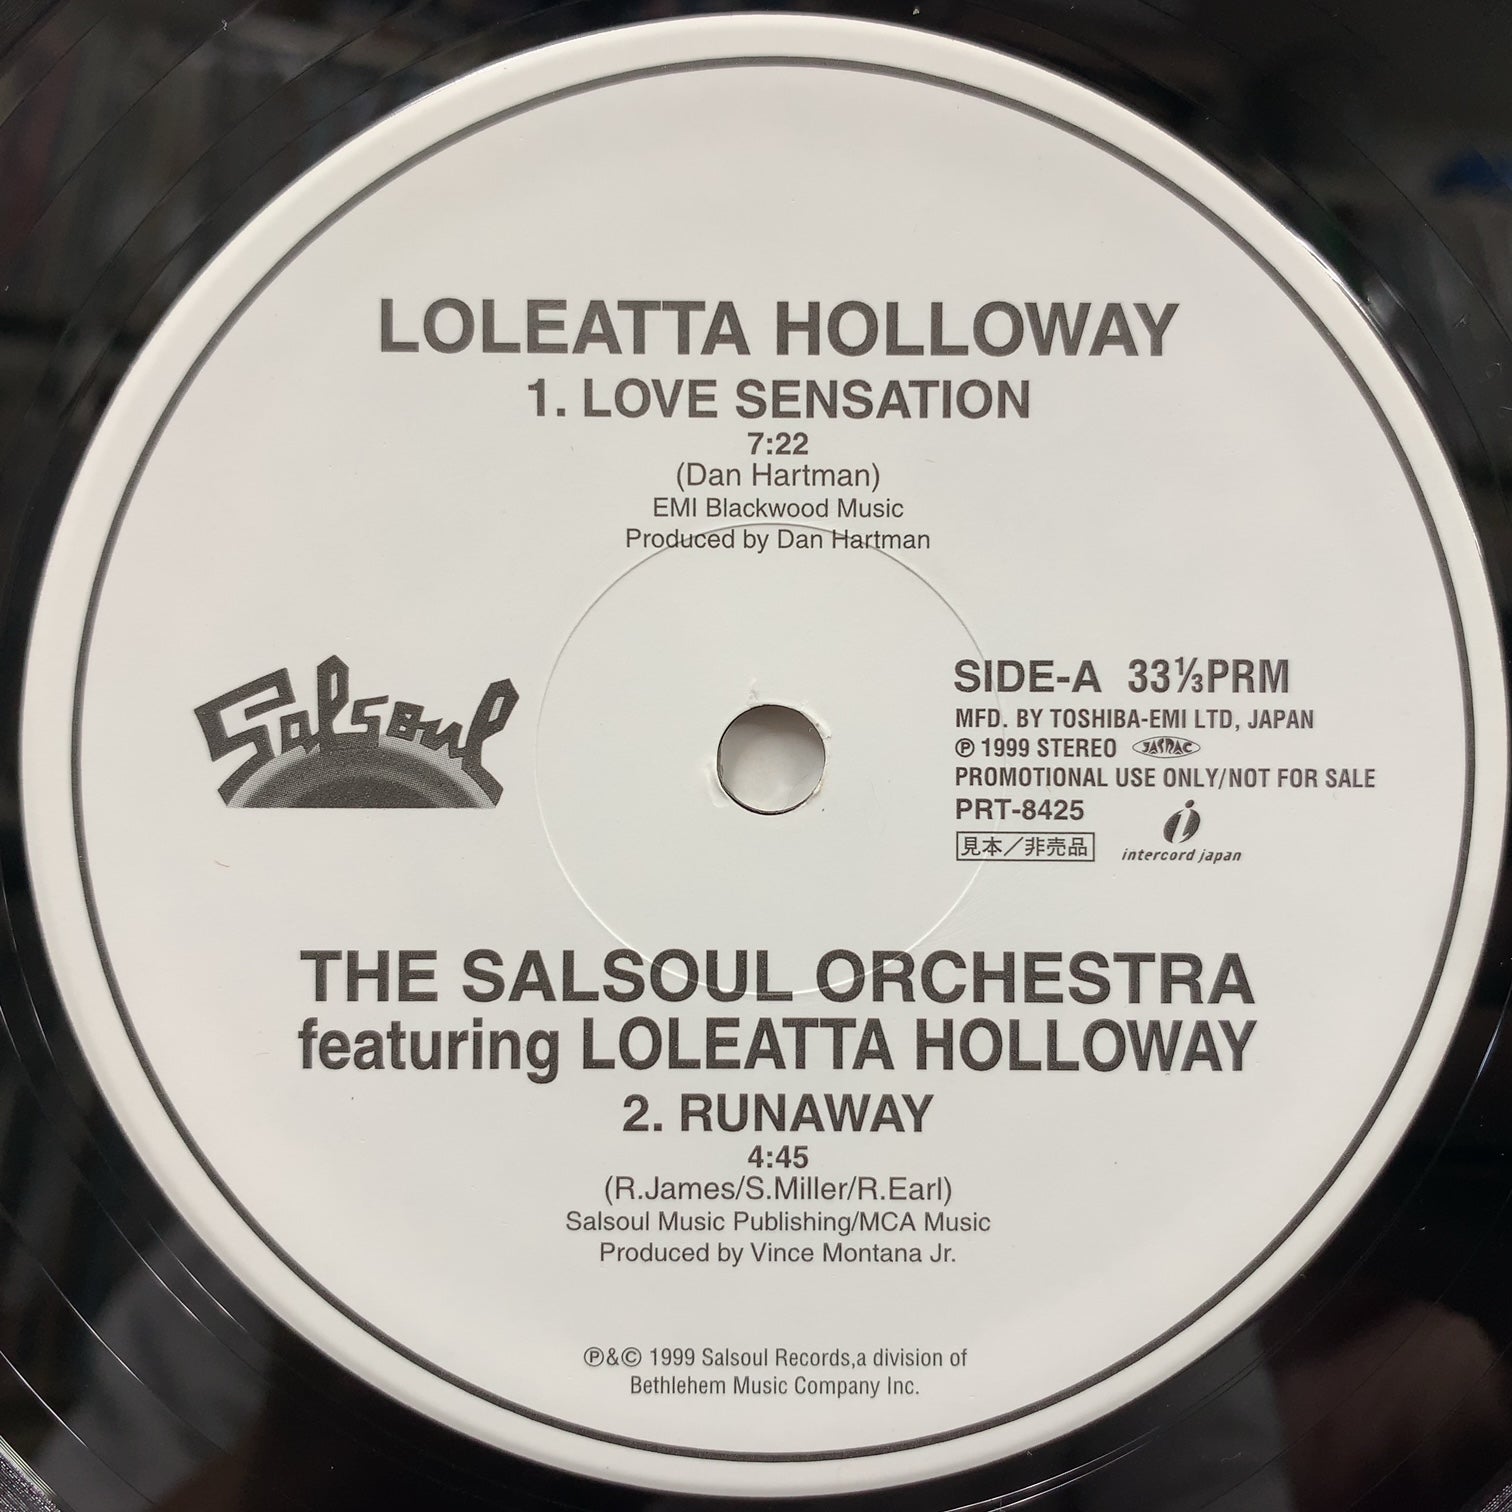 LOLEATTA HOLLOWAY
1. LOVE SENSATION
7:22
(Dan Hartman)
EMI Blackwood Music
Produced by Dan Hartman
Salsoul
SIDE-A 33⅓PRM
MFD. BY TOSHIBA-EMI LTD, JAPAN
℗ 1999 STEREO JASRAC
PROMOTIONAL USE ONLY/NOT FOR SALE
PRT-8425
見本／非売品
intercord japan
THE SALSOUL ORCHESTRA
featuring LOLEATTA HOLLOWAY
2. RUNAWAY
4:45
(R.James/S.Miller/R.Earl)
Salsoul Music Publishing/MCA Music
Produced by Vince Montana Jr.
℗&© 1999 Salsoul Records,a division of
Bethlehem Music Company Inc.